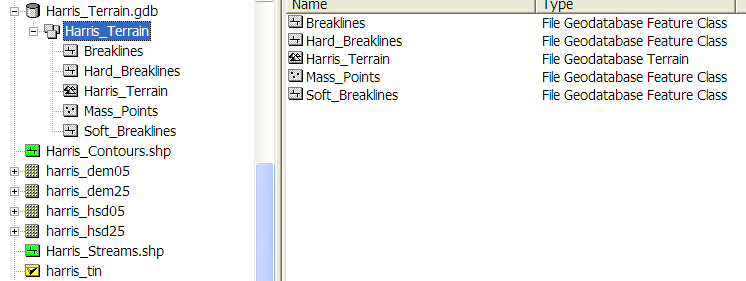 Harris_Terrain.gdb
Harris_Terrain
Breaklines
Hard_Breaklines
Harris_Terrain
Mass_Points
Soft_Breaklines
Harris_Contours.shp
harris_dem05
harris_dem25
harris_hsd05
harris_hsd25
Harris_Streams.shp
harris_tin
Name Type
Breaklines File Geodatabase Feature Class
Hard_Breaklines File Geodatabase Feature Class
Harris_Terrain File Geodatabase Terrain
Mass_Points File Geodatabase Feature Class
Soft_Breaklines File Geodatabase Feature Class